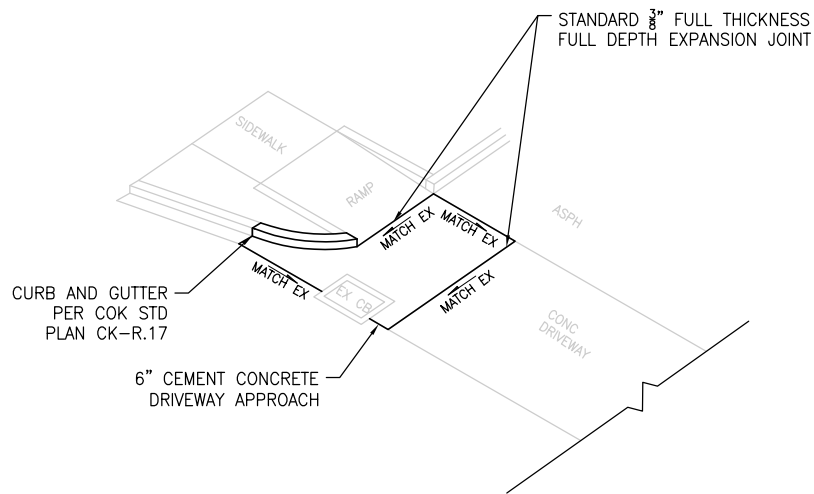 STANDARD 3/8" FULL THICKNESS
FULL DEPTH EXPANSION JOINT
SIDEWALK
RAMP
ASPH
MATCH EX
MATCH EX
MATCH EX
MATCH EX
EX CB
CONC
DRIVEWAY
CURB AND GUTTER
PER COK STD
PLAN CK-R.17
6" CEMENT CONCRETE
DRIVEWAY APPROACH